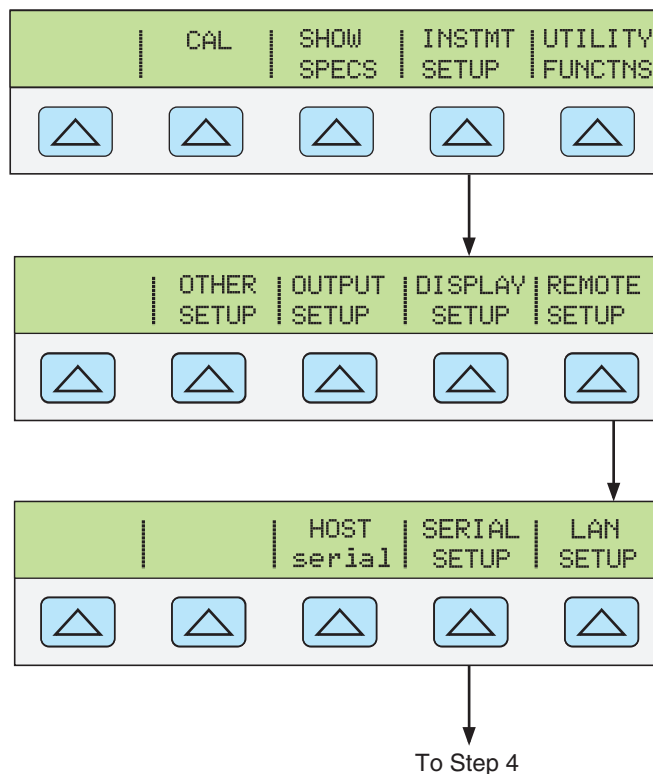 CAL SHOW INSTMT UTILITY
SPECS SETUP FUNCTNS
OTHER OUTPUT DISPLAY REMOTE
SETUP SETUP SETUP SETUP
HOST SERIAL LAN
serial SETUP SETUP
To Step 4